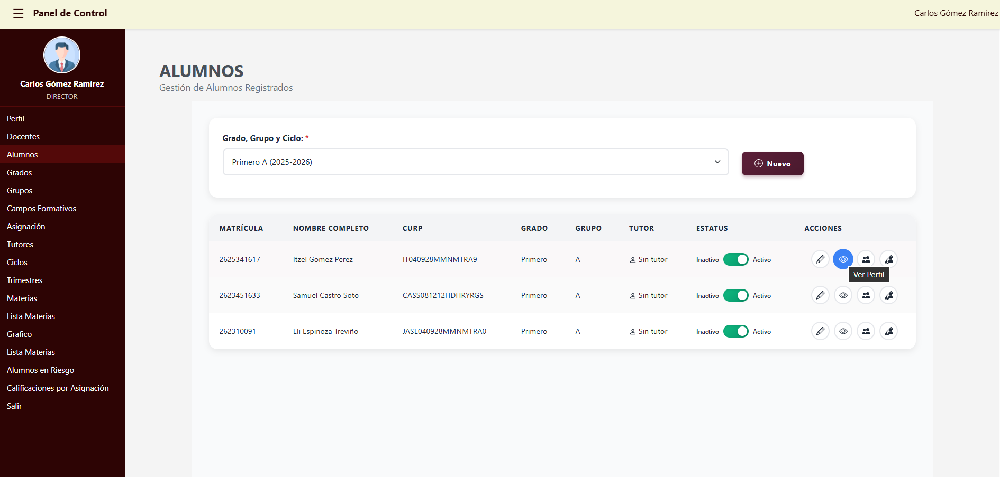 Panel de Control
Carlos Gómez Ramírez
Carlos Gómez Ramírez
DIRECTOR
Perfil
Docentes
Alumnos
Grados
Grupos
Campos Formativos
Asignación
Tutores
Ciclos
Trimestres
Materias
Lista Materias
Grafico
Lista Materias
Alumnos en Riesgo
Calificaciones por Asignación
Salir
ALUMNOS
Gestión de Alumnos Registrados
Grado, Grupo y Ciclo: *
Primero A (2025-2026)
Nuevo
MATRÍCULA NOMBRE COMPLETO CURP GRADO GRUPO TUTOR ESTATUS ACCIONES
2625341617 Itzel Gomez Perez IT040928MMNMTRA9 Primero A Sin tutor Inactivo Activo
Ver Perfil
2623451633 Samuel Castro Soto CASS081212HDHRYRGS Primero A Sin tutor Inactivo Activo
262310091 Eli Espinoza Treviño JASE040928MMNMTRA0 Primero A Sin tutor Inactivo Activo